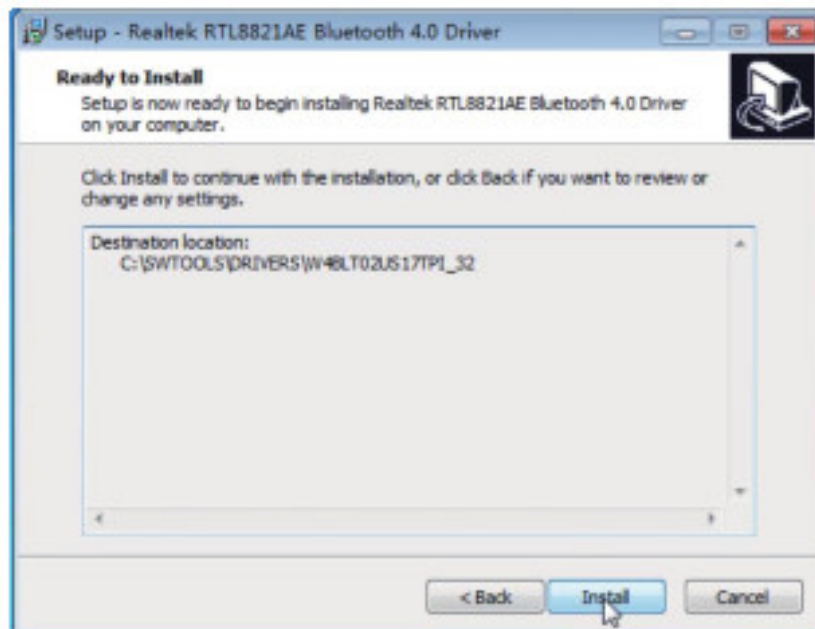 Setup - Realtek RTL8821AE Bluetooth 4.0 Driver
Ready to Install
Setup is now ready to begin installing Realtek RTL8821AE Bluetooth 4.0 Driver
on your computer.
Click Install to continue with the installation, or click Back if you want to review or
change any settings.
Destination location:
C:\SWTOOLS\DRIVERS\W4BLT02US17TPI_32
< Back
Install
Cancel